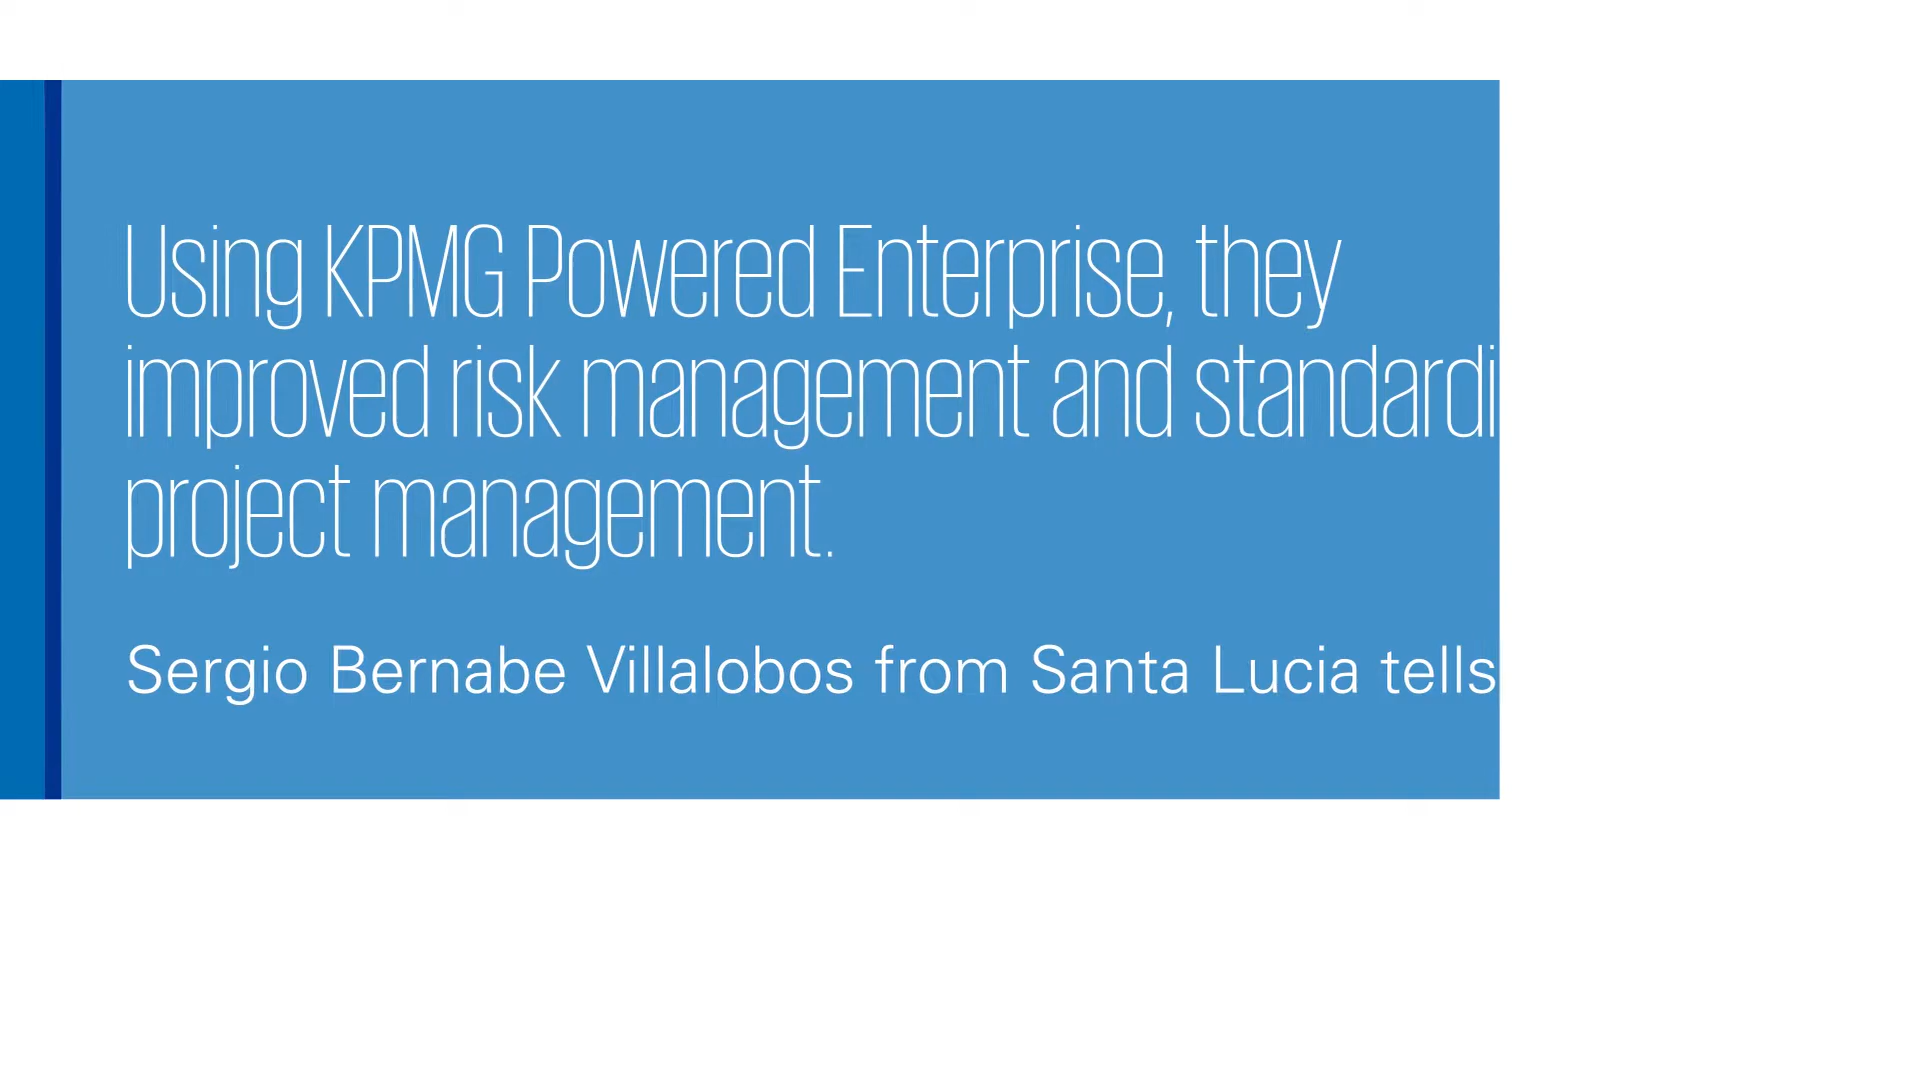 Using KPMG Powered Enterprise, they
improved risk management and standardi
project management.
Sergio Bernabe Villalobos from Santa Lucia tells